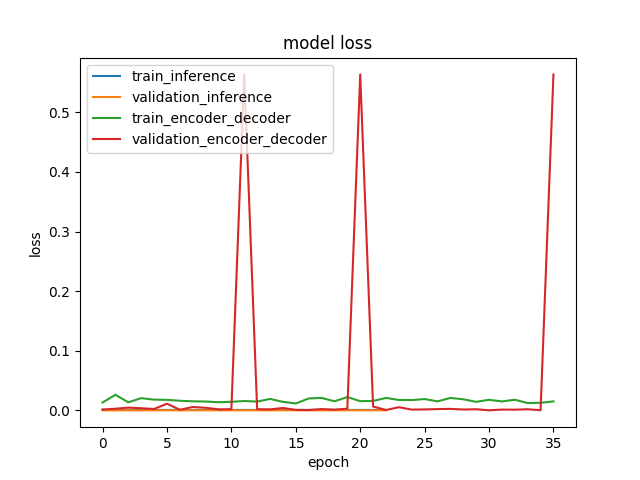 model loss
train_inference
validation_inference
train_encoder_decoder
validation_encoder_decoder
loss
0.5
0.4
0.3
0.2
0.1
0.0
0 5 10 15 20 25 30 35
epoch